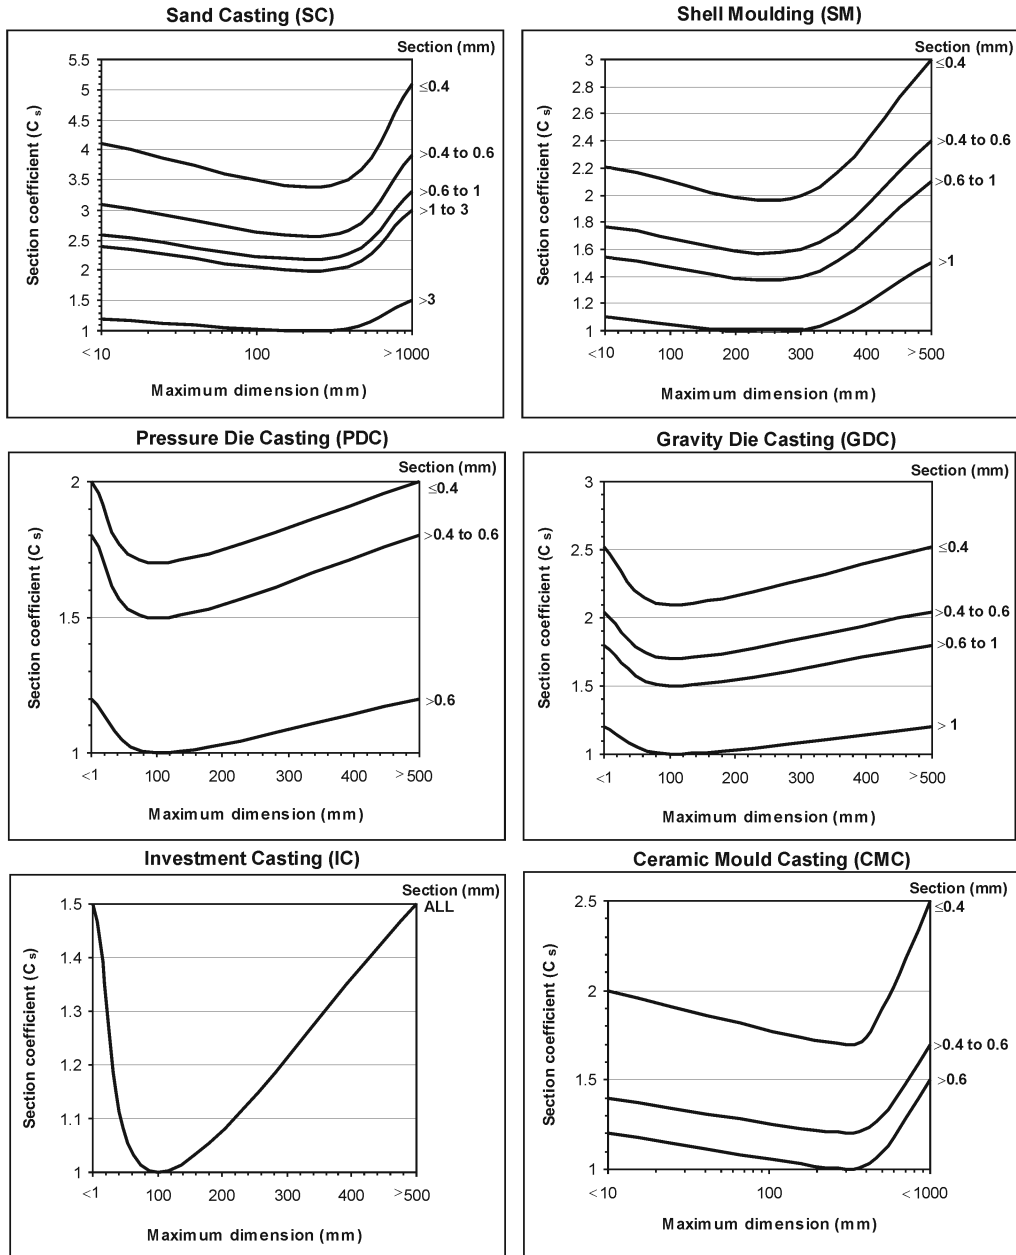 Sand Casting (SC)
Section (mm)
5.5
5
4.5
4
3.5
3
2.5
2
1.5
1
Section coefficient (C s)
≤0.4
>0.4 to 0.6
>0.6 to 1
>1 to 3
>3
<10
100
>1000
Maximum dimension (mm)
Shell Moulding (SM)
Section (mm)
3
2.8
2.6
2.4
2.2
2
1.8
1.6
1.4
1.2
1
Section coefficient (C s)
≤0.4
>0.4 to 0.6
>0.6 to 1
>1
<10
100
200
300
>500
Maximum dimension (mm)
Pressure Die Casting (PDC)
Section (mm)
2
1.5
1
Section coefficient (C s)
≤0.4
>0.4 to 0.6
>0.6
<1
100
200
300
400
>500
Maximum dimension (mm)
Gravity Die Casting (GDC)
Section (mm)
3
2.5
2
1.5
1
Section coefficient (C s)
≤0.4
>0.4 to 0.6
>0.6 to 1
>1
<1
100
200
300
400
>500
Maximum dimension (mm)
Investment Casting (IC)
Section (mm)
ALL
1.5
1.4
1.3
1.2
1.1
1
Section coefficient (C s)
<1
100
200
300
400
>500
Maximum dimension (mm)
Ceramic Mould Casting (CMC)
Section (mm)
2.5
2
1.5
1
Section coefficient (C s)
≤0.4
>0.4 to 0.6
>0.6
<10
100
<1000
Maximum dimension (mm)